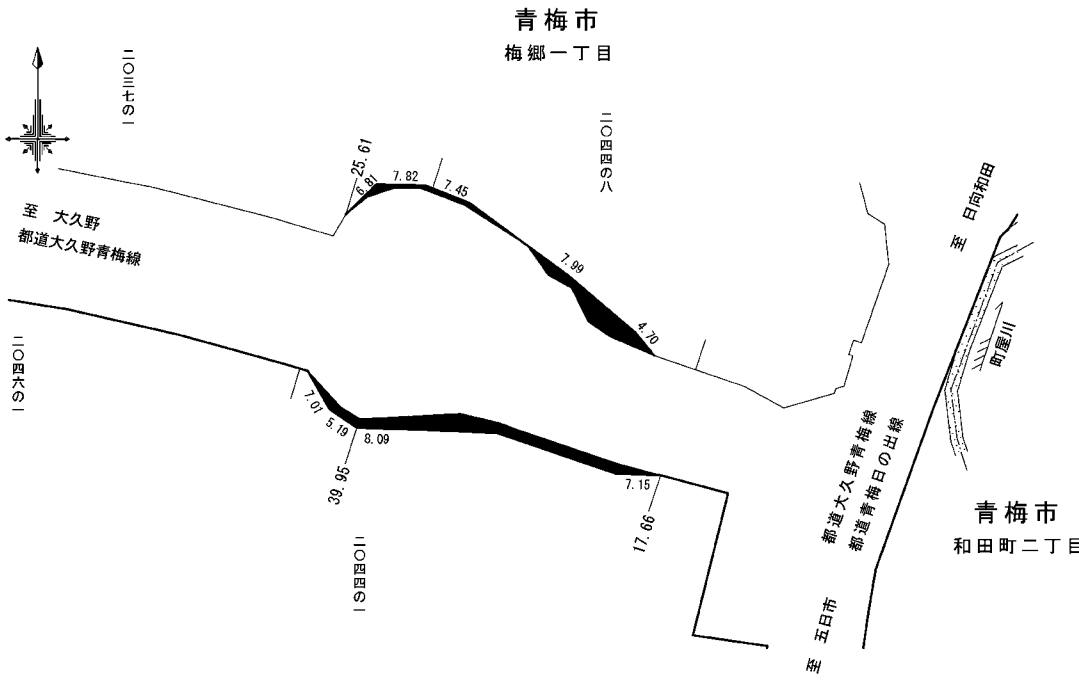 青梅市
梅郷一丁目
二〇三七の一
二〇四四の八
25.61
6.81
7.82
7.45
7.99
4.70
至 大久野
都道大久野青梅線
至 日向和田
町屋川
二〇四六の一
7.01
5.19
8.09
39.95
7.15
17.66
二〇四四の一
都道大久野青梅線
都道青梅日の出線
青梅市
和田町二丁目
至 五日市